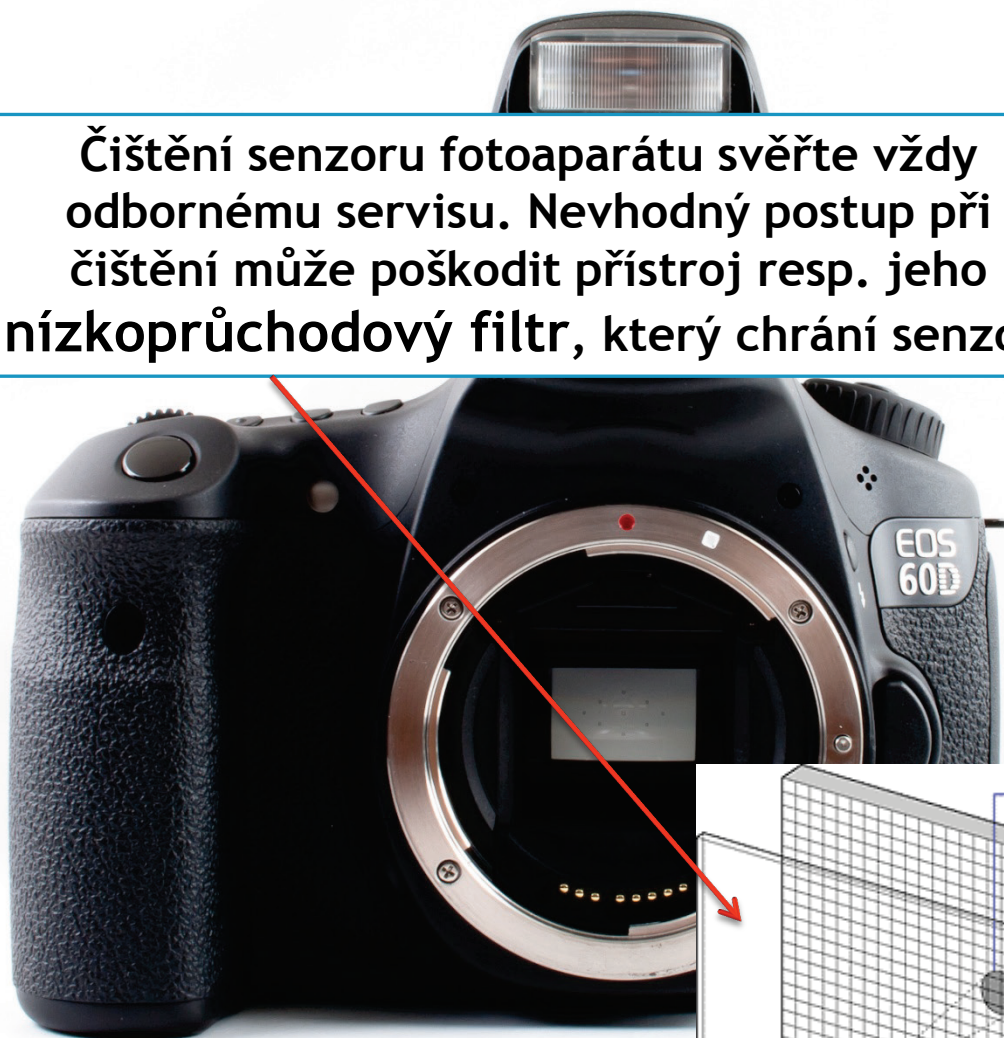 Čištění senzoru fotoaparátu svěřte vždy
odbornému servisu. Nevhodný postup při
čištění může poškodit přístroj resp. jeho
nízkoprůchodový filtr, který chrání senzo
EOS
60D